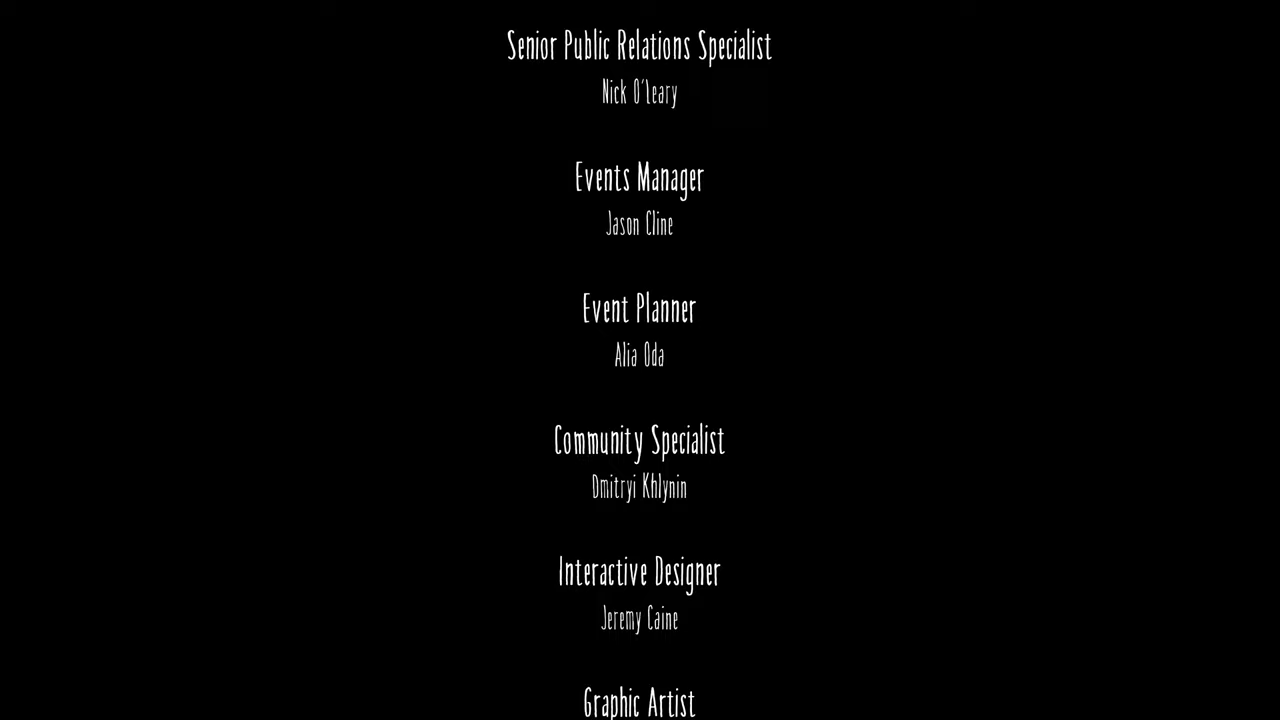 Senior Public Relations Specialist
Nick O'Leary
Events Manager
Jason Cline
Event Planner
Alia Oda
Community Specialist
Dmitryi Khlynin
Interactive Designer
Jeremy Caine
Graphic Artist